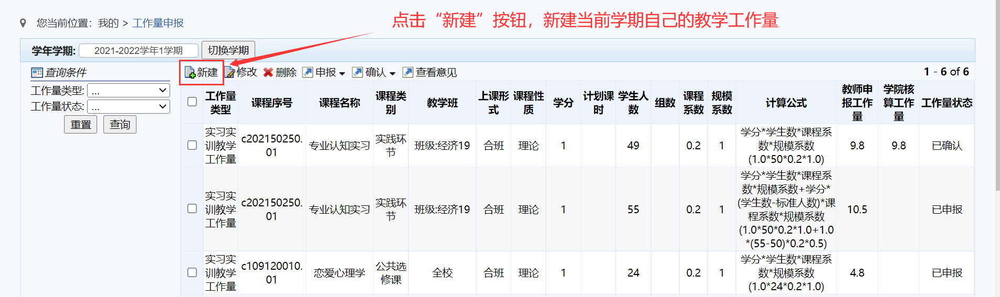 点击“新建”按钮，新建当前学期自己的教学工作量
您当前位置：我的 > 工作量申报
学年学期: 2021-2022学年1学期 切换学期
查询条件
工作量类型: ...
工作量状态: ...
重置 查询
新建 修改 删除 申报 确认 查看意见 1 - 6 of 6
工作量
类型
课程序号
课程名称
课程类
别
教学班
上课形
式
课程性
质
学分
计划课
时
学生人
数
组数
课程
系数
规模
系数
计算公式
教师申
报工作
量
学院核
算工作
量
工作量状态
实习实
训教学
工作量
c202150250.
01
专业认知实习
实践环
节
班级:经济19
合班
理论
1
49
0.2
1
学分*学生数*课程系
数*规模系数
(1.0*50*0.2*1.0)
9.8
9.8
已确认
实习实
训教学
工作量
c202150250.
01
专业认知实习
实践环
节
班级:经济19
合班
理论
1
55
0.2
1
学分*学生数*课程系
数*规模系数+学分*
(学生数-标准人数)*课
程系数*规模系数
(1.0*50*0.2*1.0+1.0
*(55-50)*0.2*0.5)
10.5
已申报
实习实
训教学
工作量
c109120010.
01
恋爱心理学
公共选
修课
全校
合班
理论
1
24
0.2
1
学分*学生数*课程系
数*规模系数
(1.0*24*0.2*1.0)
4.8
已申报